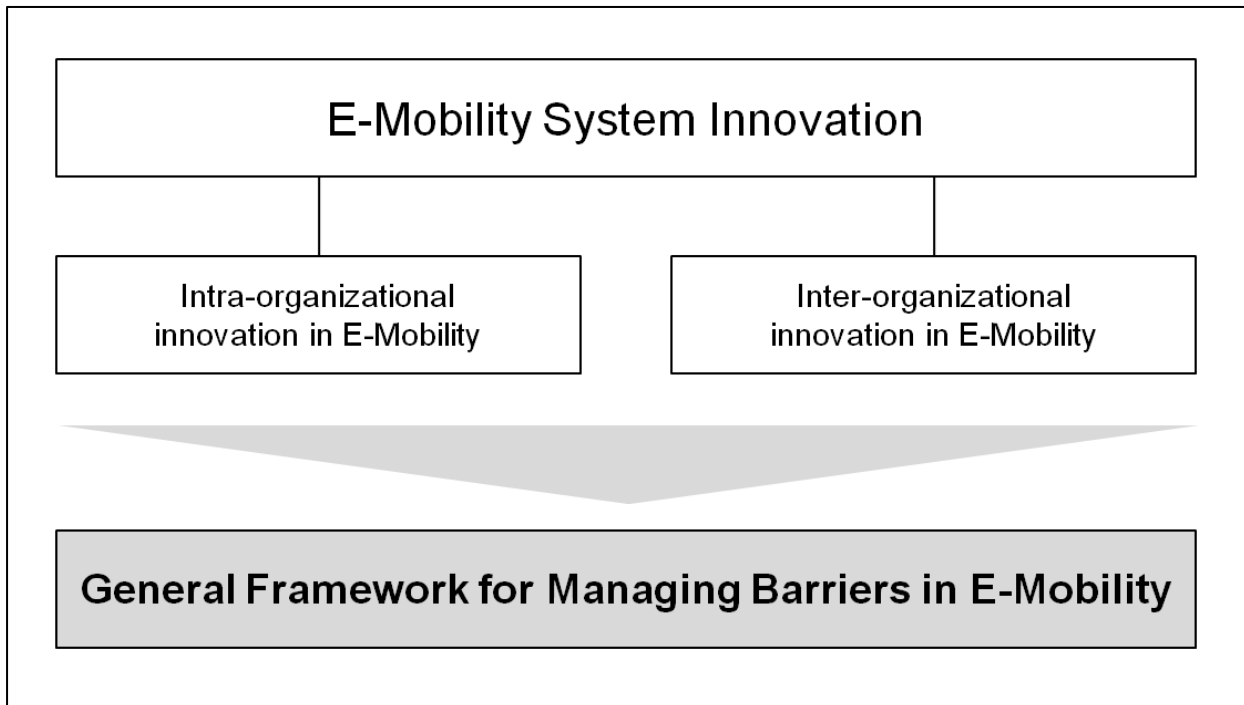 E-Mobility System Innovation
Intra-organizational
innovation in E-Mobility
Inter-organizational
innovation in E-Mobility
General Framework for Managing Barriers in E-Mobility